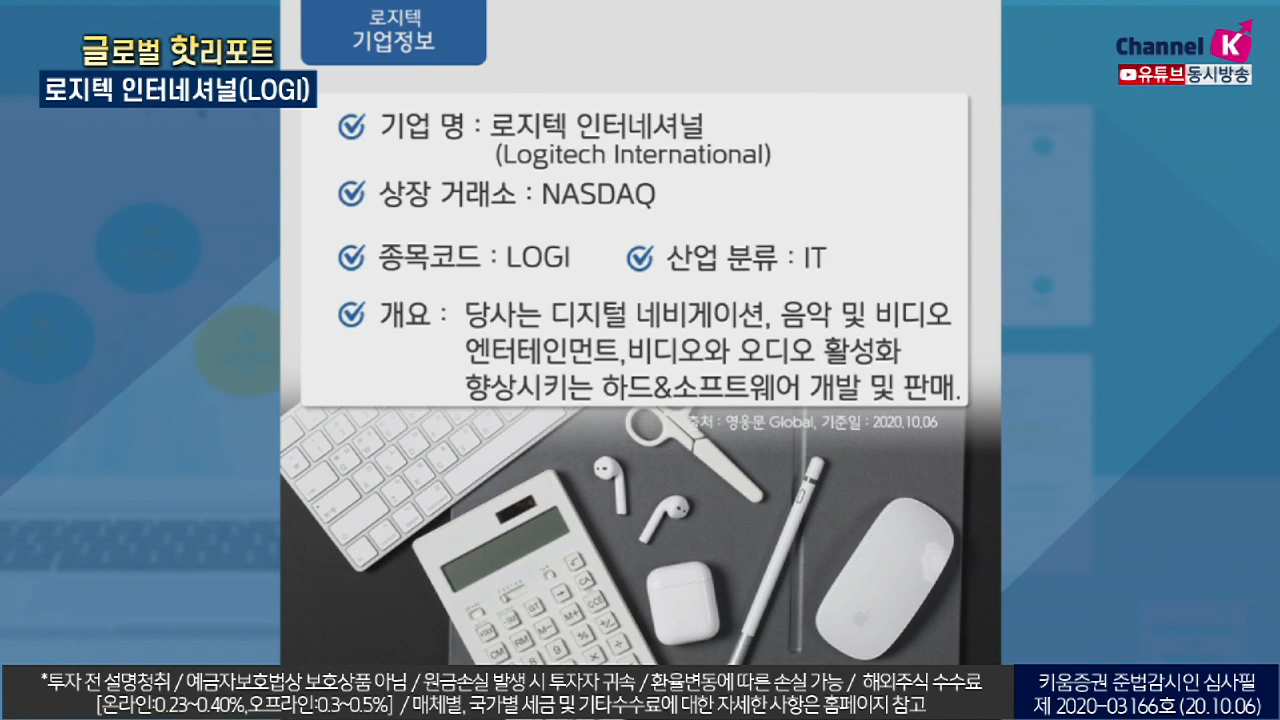 글로벌 핫리포트
로지텍 인터네셔널(LOGI)
로지텍
기업정보
Channel K
유튜브동시방송
기업 명 : 로지텍 인터네셔널
(Logitech International)
상장 거래소 : NASDAQ
종목코드 : LOGI
산업 분류 : IT
개요 : 당사는 디지털 네비게이션, 음악 및 비디오
엔터테인먼트,비디오와 오디오 활성화
향상시키는 하드&소프트웨어 개발 및 판매.
출처 : 영웅문 Global, 기준일 : 2020.10.06
*투자 전 설명청취 / 예금자보호법상 보호상품 아님 / 원금손실 발생 시 투자자 귀속 / 환율변동에 따른 손실 가능 / 해외주식 수수료
[온라인:0.23~0.40%,오프라인:0.3~0.5%] / 매체별, 국가별 세금 및 기타수수료에 대한 자세한 사항은 홈페이지 참고
키움증권 준법감시인 심사필
제 2020-03166호 (20.10.06)